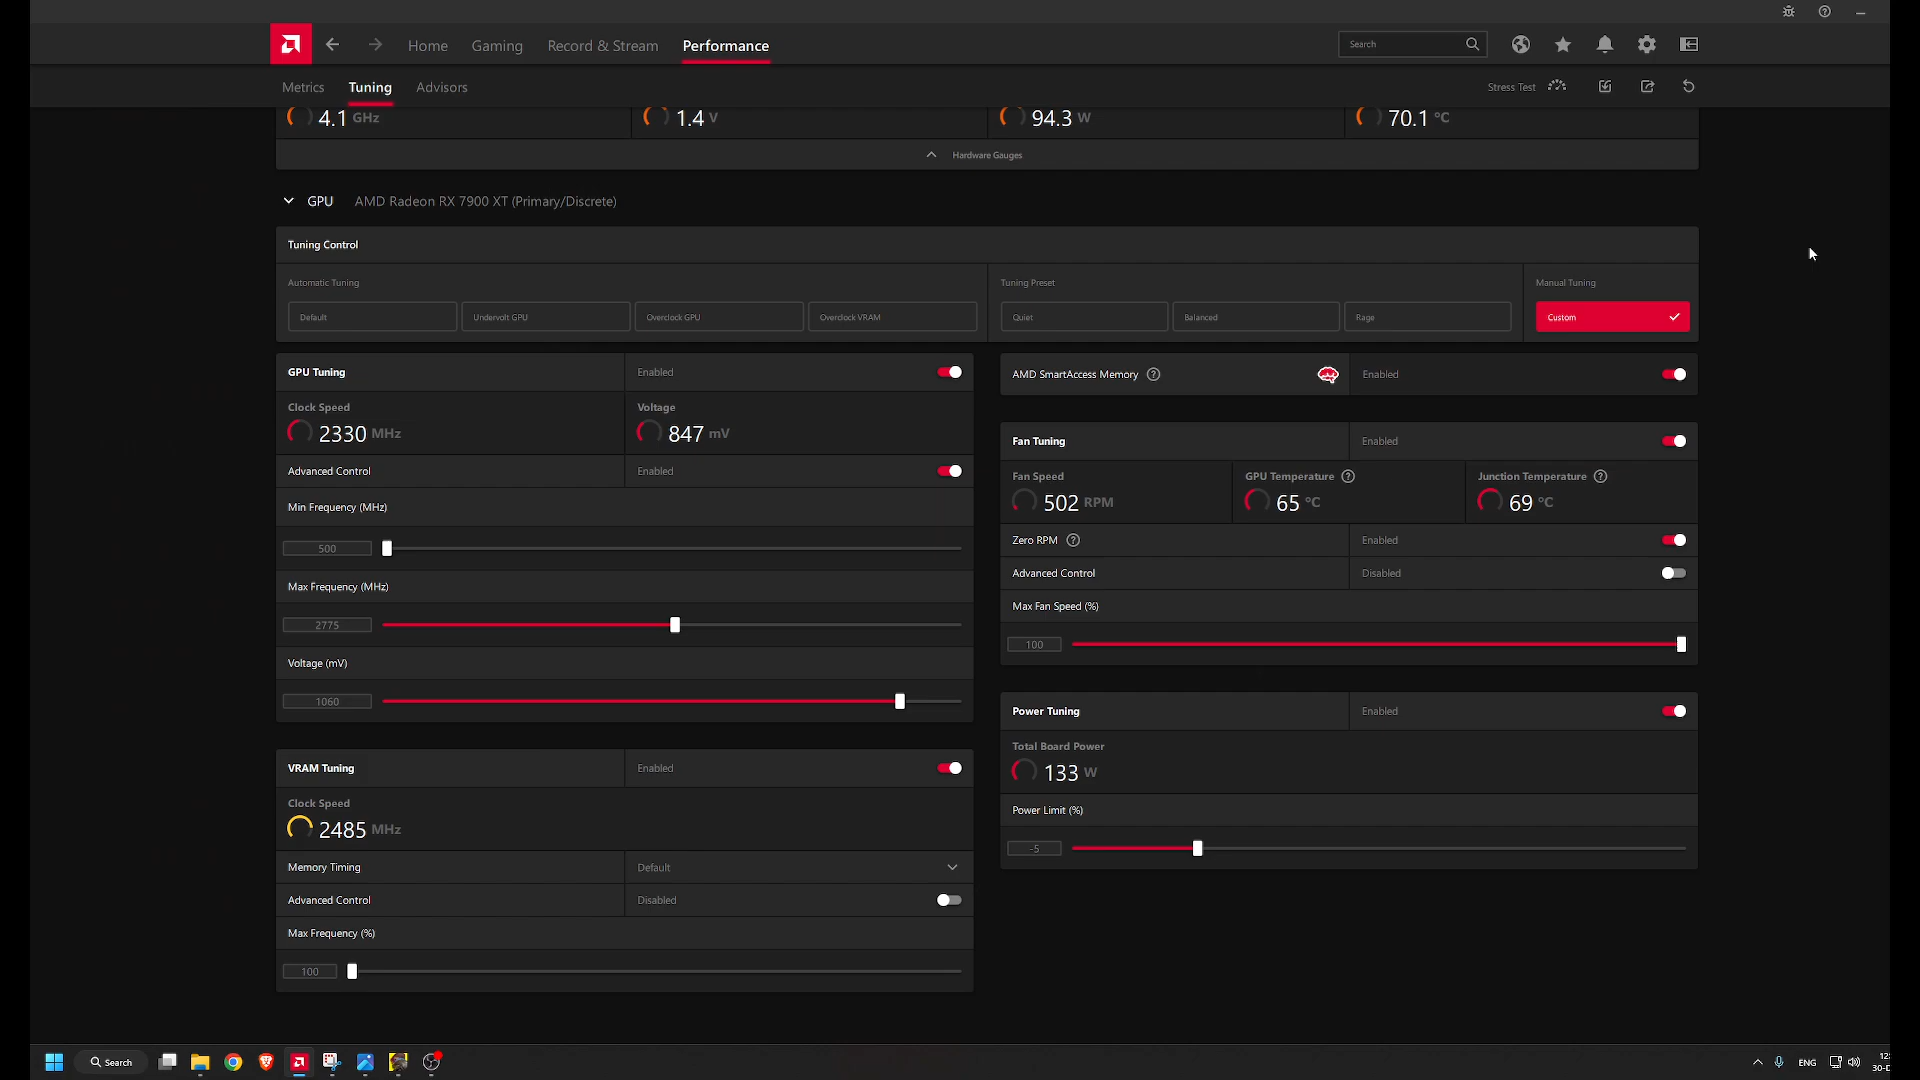 Home Gaming Record & Stream Performance Search
Metrics Tuning Advisors Stress Test
4.1 GHz 1.4 V 94.3 W 70.1 °C
Hardware Gauges
GPU AMD Radeon RX 7900 XT (Primary/Discrete)
Tuning Control
Automatic Tuning Tuning Preset Manual Tuning
Default Undervolt GPU Overclock GPU Overclock VRAM Quiet Balanced Rage Custom
GPU Tuning Enabled
Clock Speed Voltage
2330 MHz 847 mV
Advanced Control Enabled
Min Frequency (MHz)
500
Max Frequency (MHz)
2775
Voltage (mV)
1060
VRAM Tuning Enabled
Clock Speed
2485 MHz
Memory Timing Default
Advanced Control Disabled
Max Frequency (%)
100
AMD SmartAccess Memory Enabled
Fan Tuning Enabled
Fan Speed GPU Temperature Junction Temperature
502 RPM 65 °C 69 °C
Zero RPM Enabled
Advanced Control Disabled
Max Fan Speed (%)
100
Power Tuning Enabled
Total Board Power
133 W
Power Limit (%)
-5
Search ENG